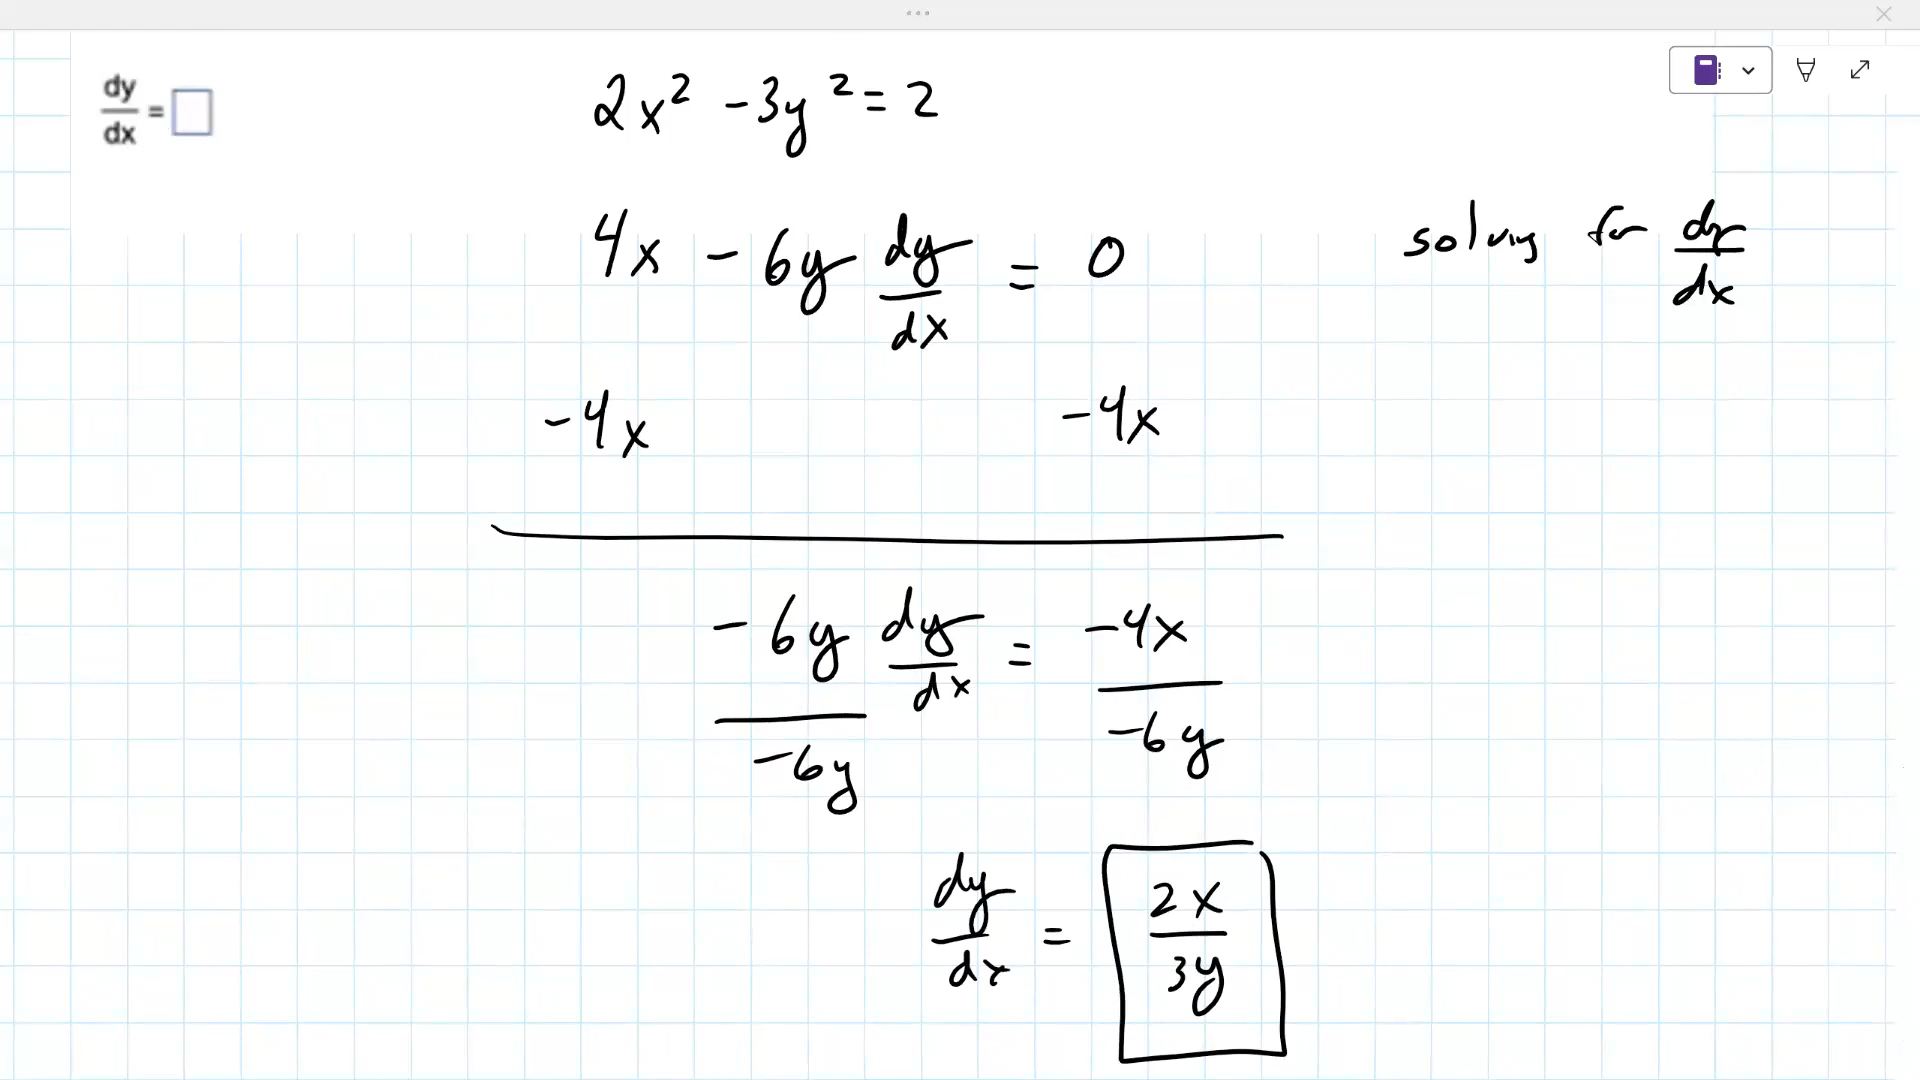 dy/dx = 
2x² - 3y² = 2
4x - 6y dy/dx = 0
solving for dy/dx
-4x -4x
-6y/-6y dy/dx = -4x/-6y
dy/dx = 2x/3y